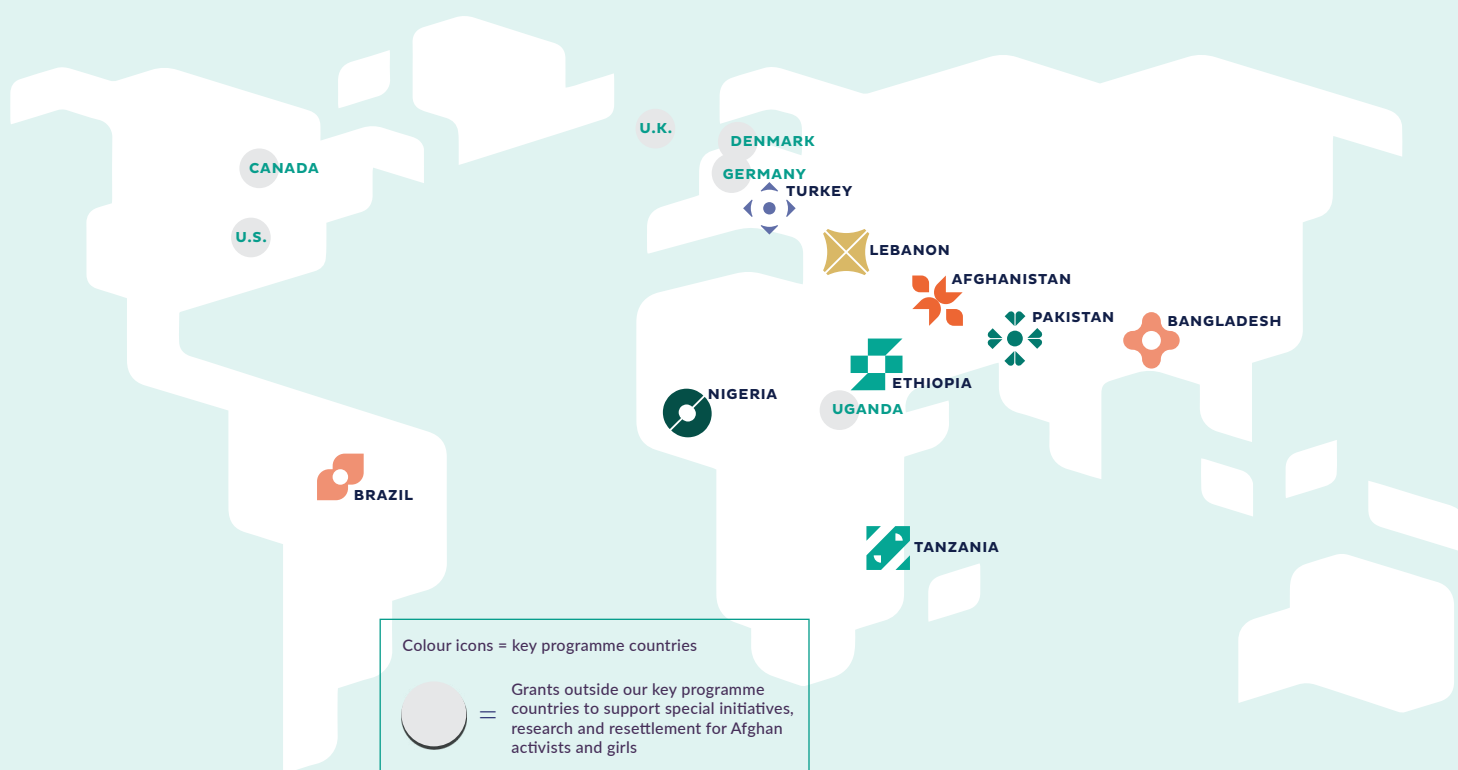 U.K.
DENMARK
CANADA
GERMANY
TURKEY
U.S.
LEBANON
AFGHANISTAN
PAKISTAN
BANGLADESH
ETHIOPIA
NIGERIA
UGANDA
BRAZIL
TANZANIA
Colour icons = key programme countries
=
Grants outside our key programme
countries to support special initiatives,
research and resettlement for Afghan
activists and girls